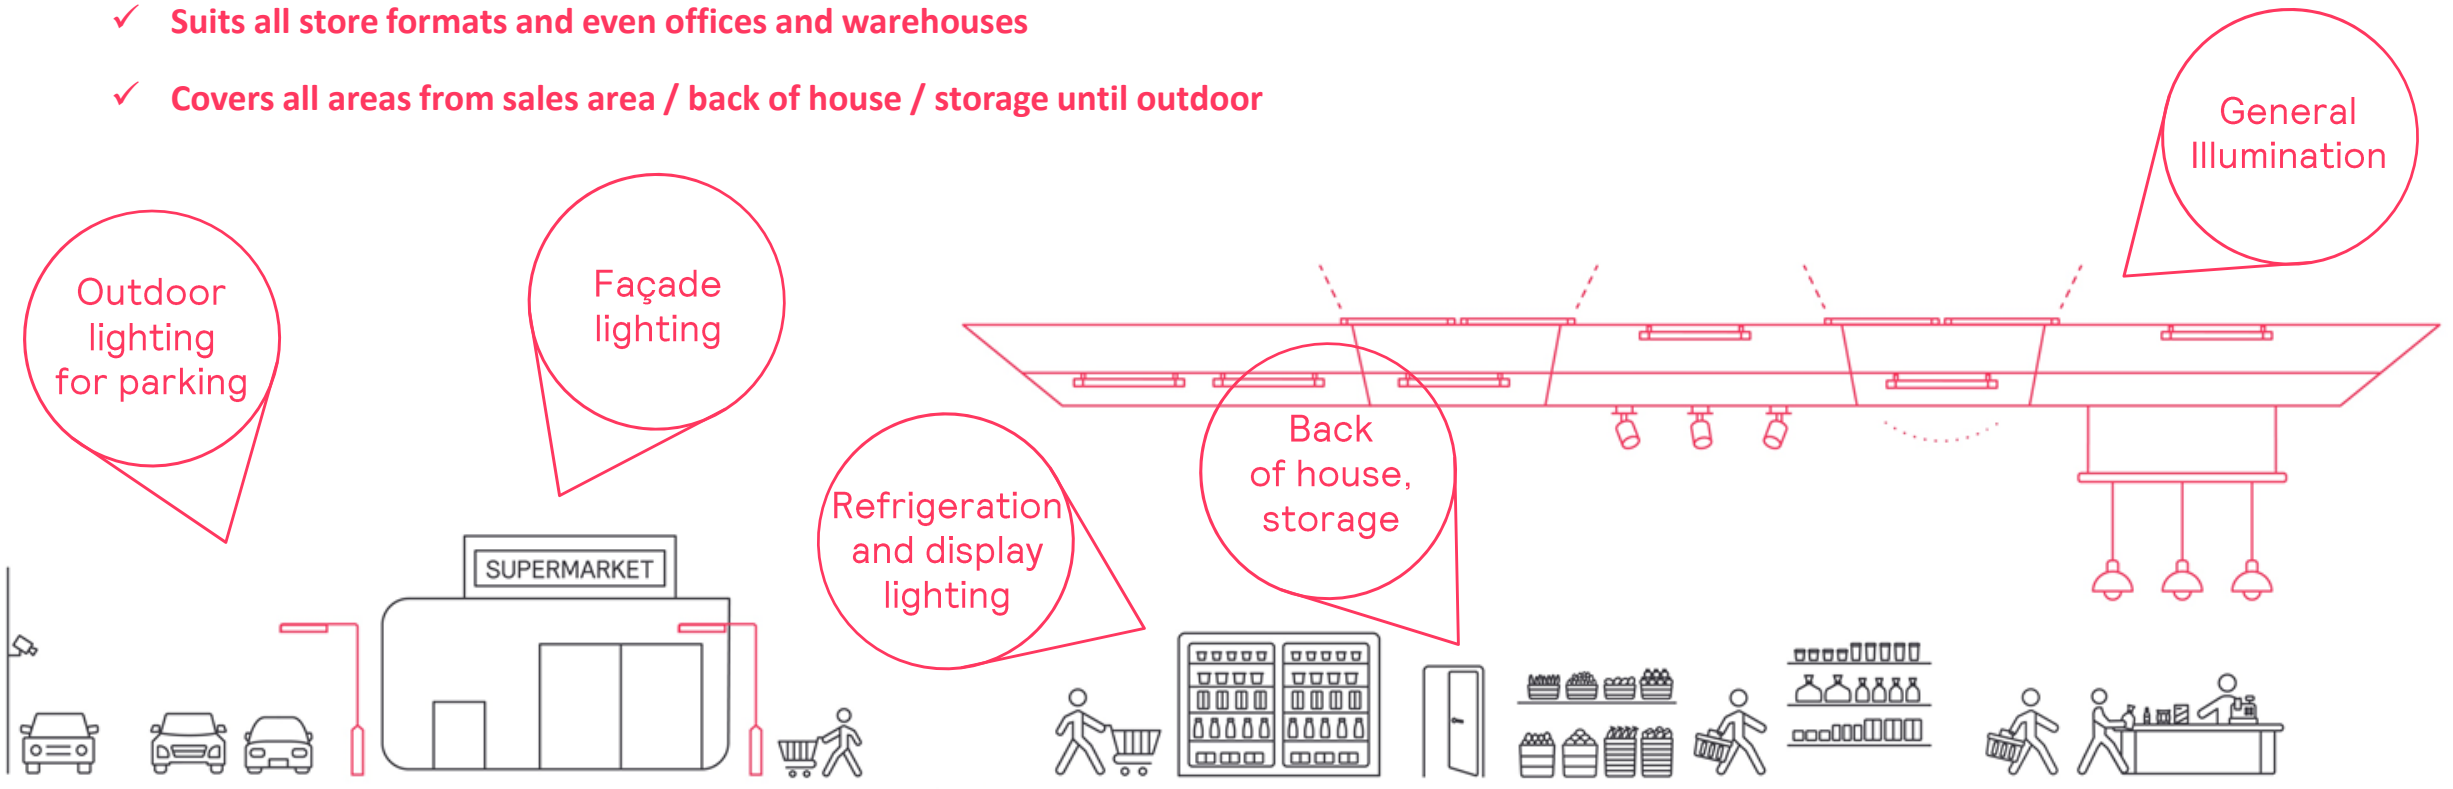 ✓ Suits all store formats and even offices and warehouses
✓ Covers all areas from sales area / back of house / storage until outdoor
General
Illumination
Outdoor
lighting
for parking
Façade
lighting
Refrigeration
and display
lighting
Back
of house,
storage
SUPERMARKET